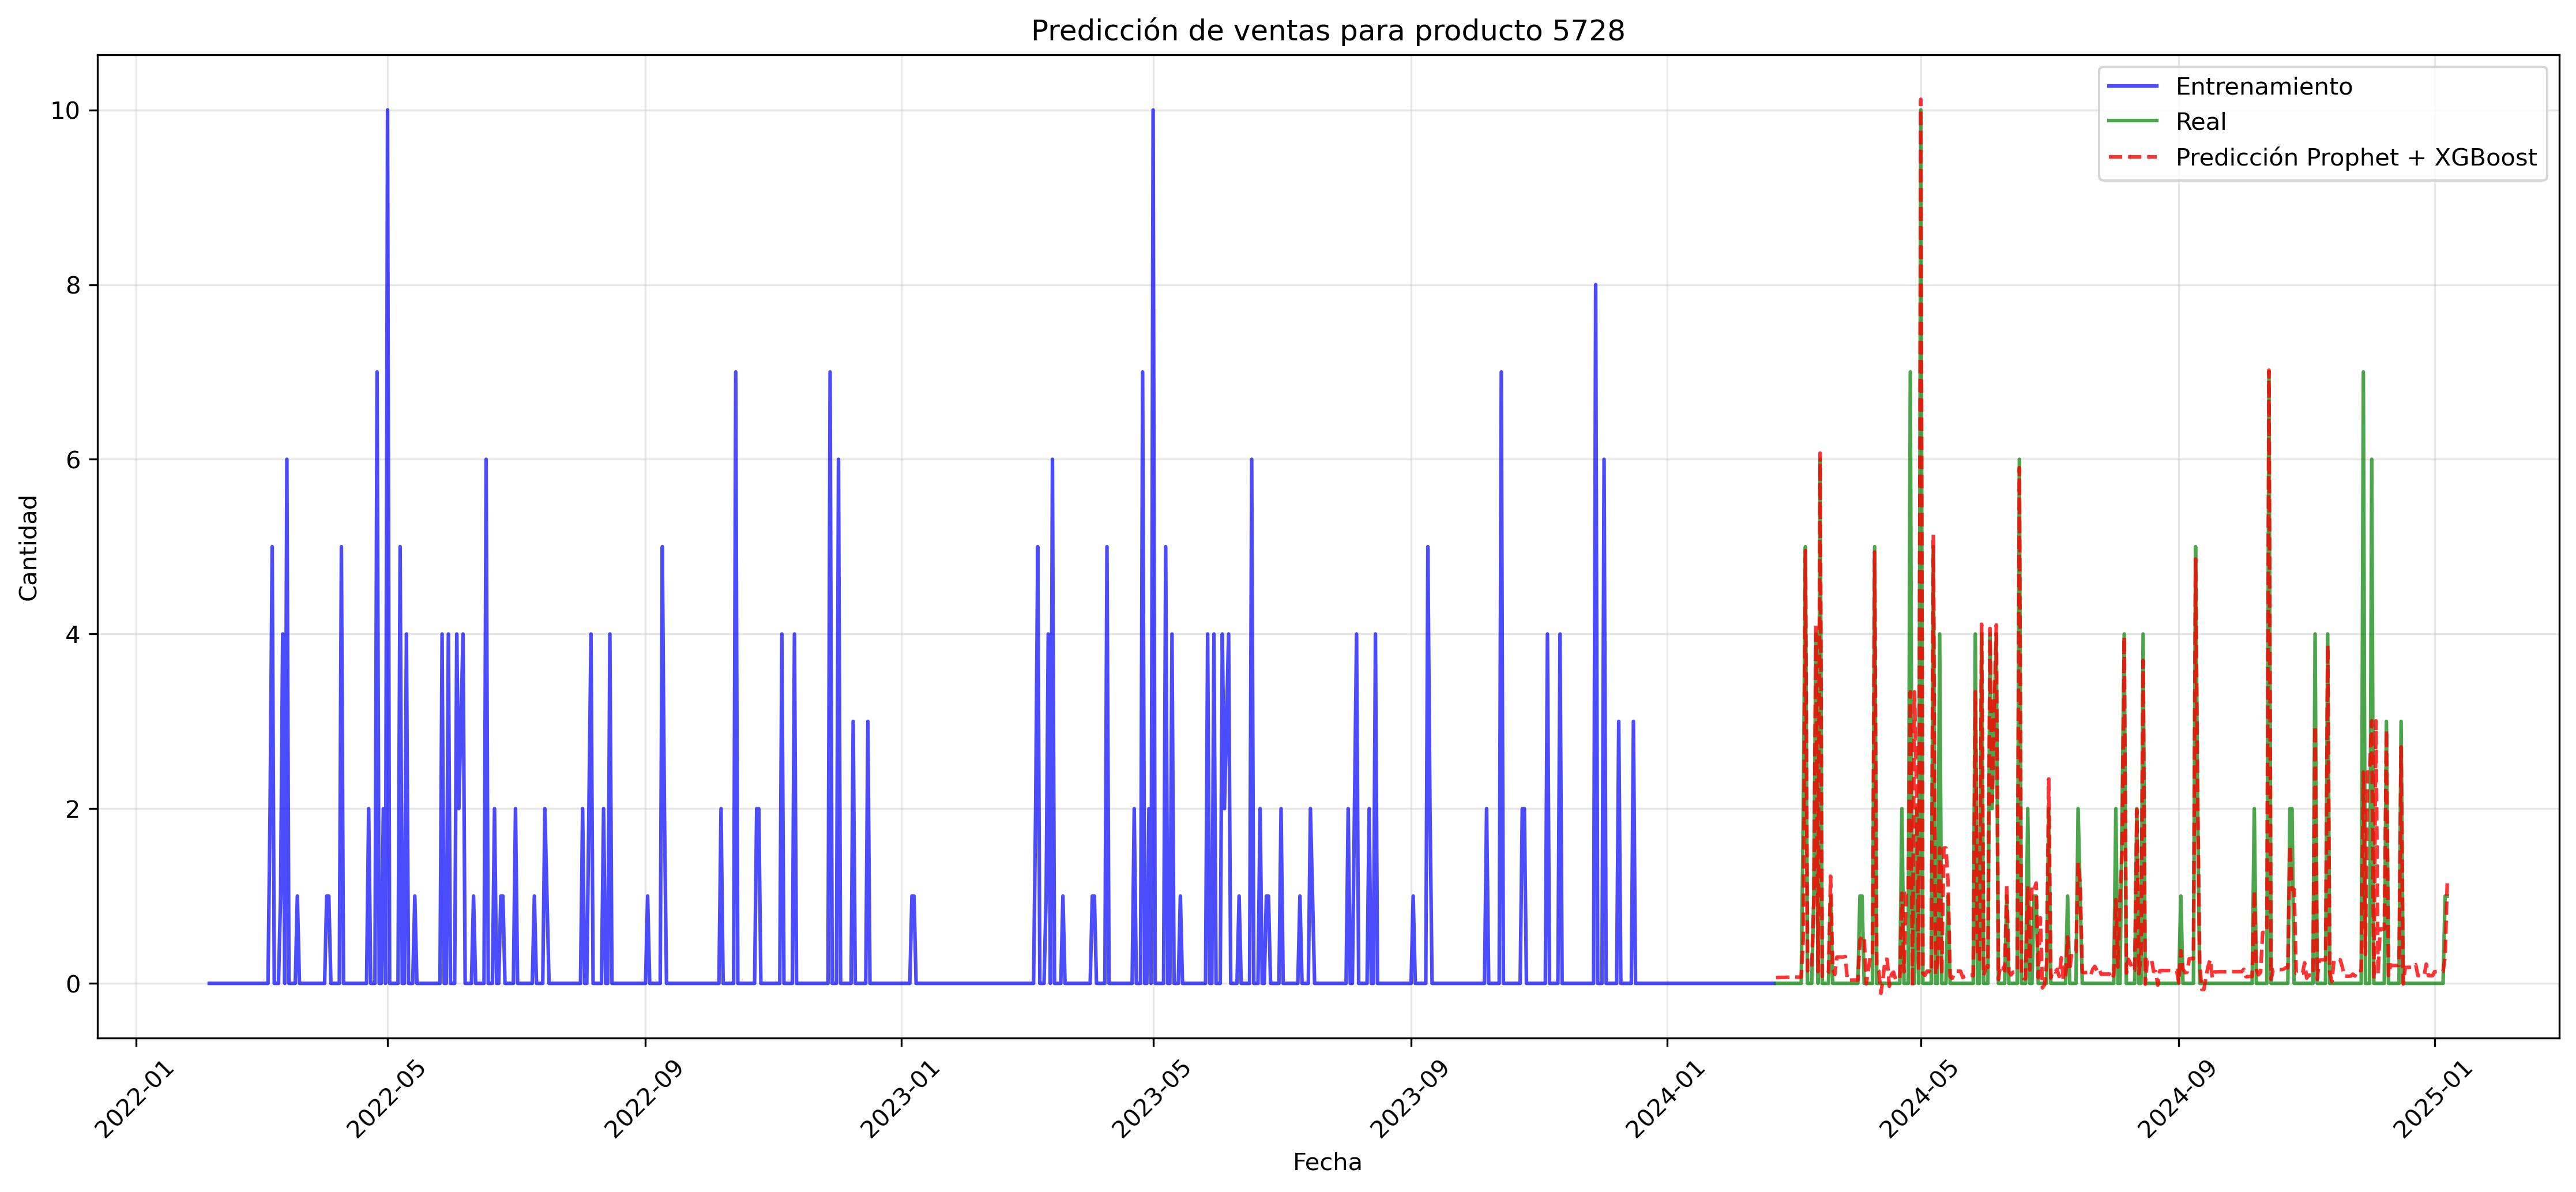 Predicción de ventas para producto 5728
Entrenamiento
Real
Predicción Prophet + XGBoost
Cantidad
10
8
6
4
2
0
2022-01
2022-05
2022-09
2023-01
2023-05
2023-09
2024-01
2024-05
2024-09
2025-01
Fecha